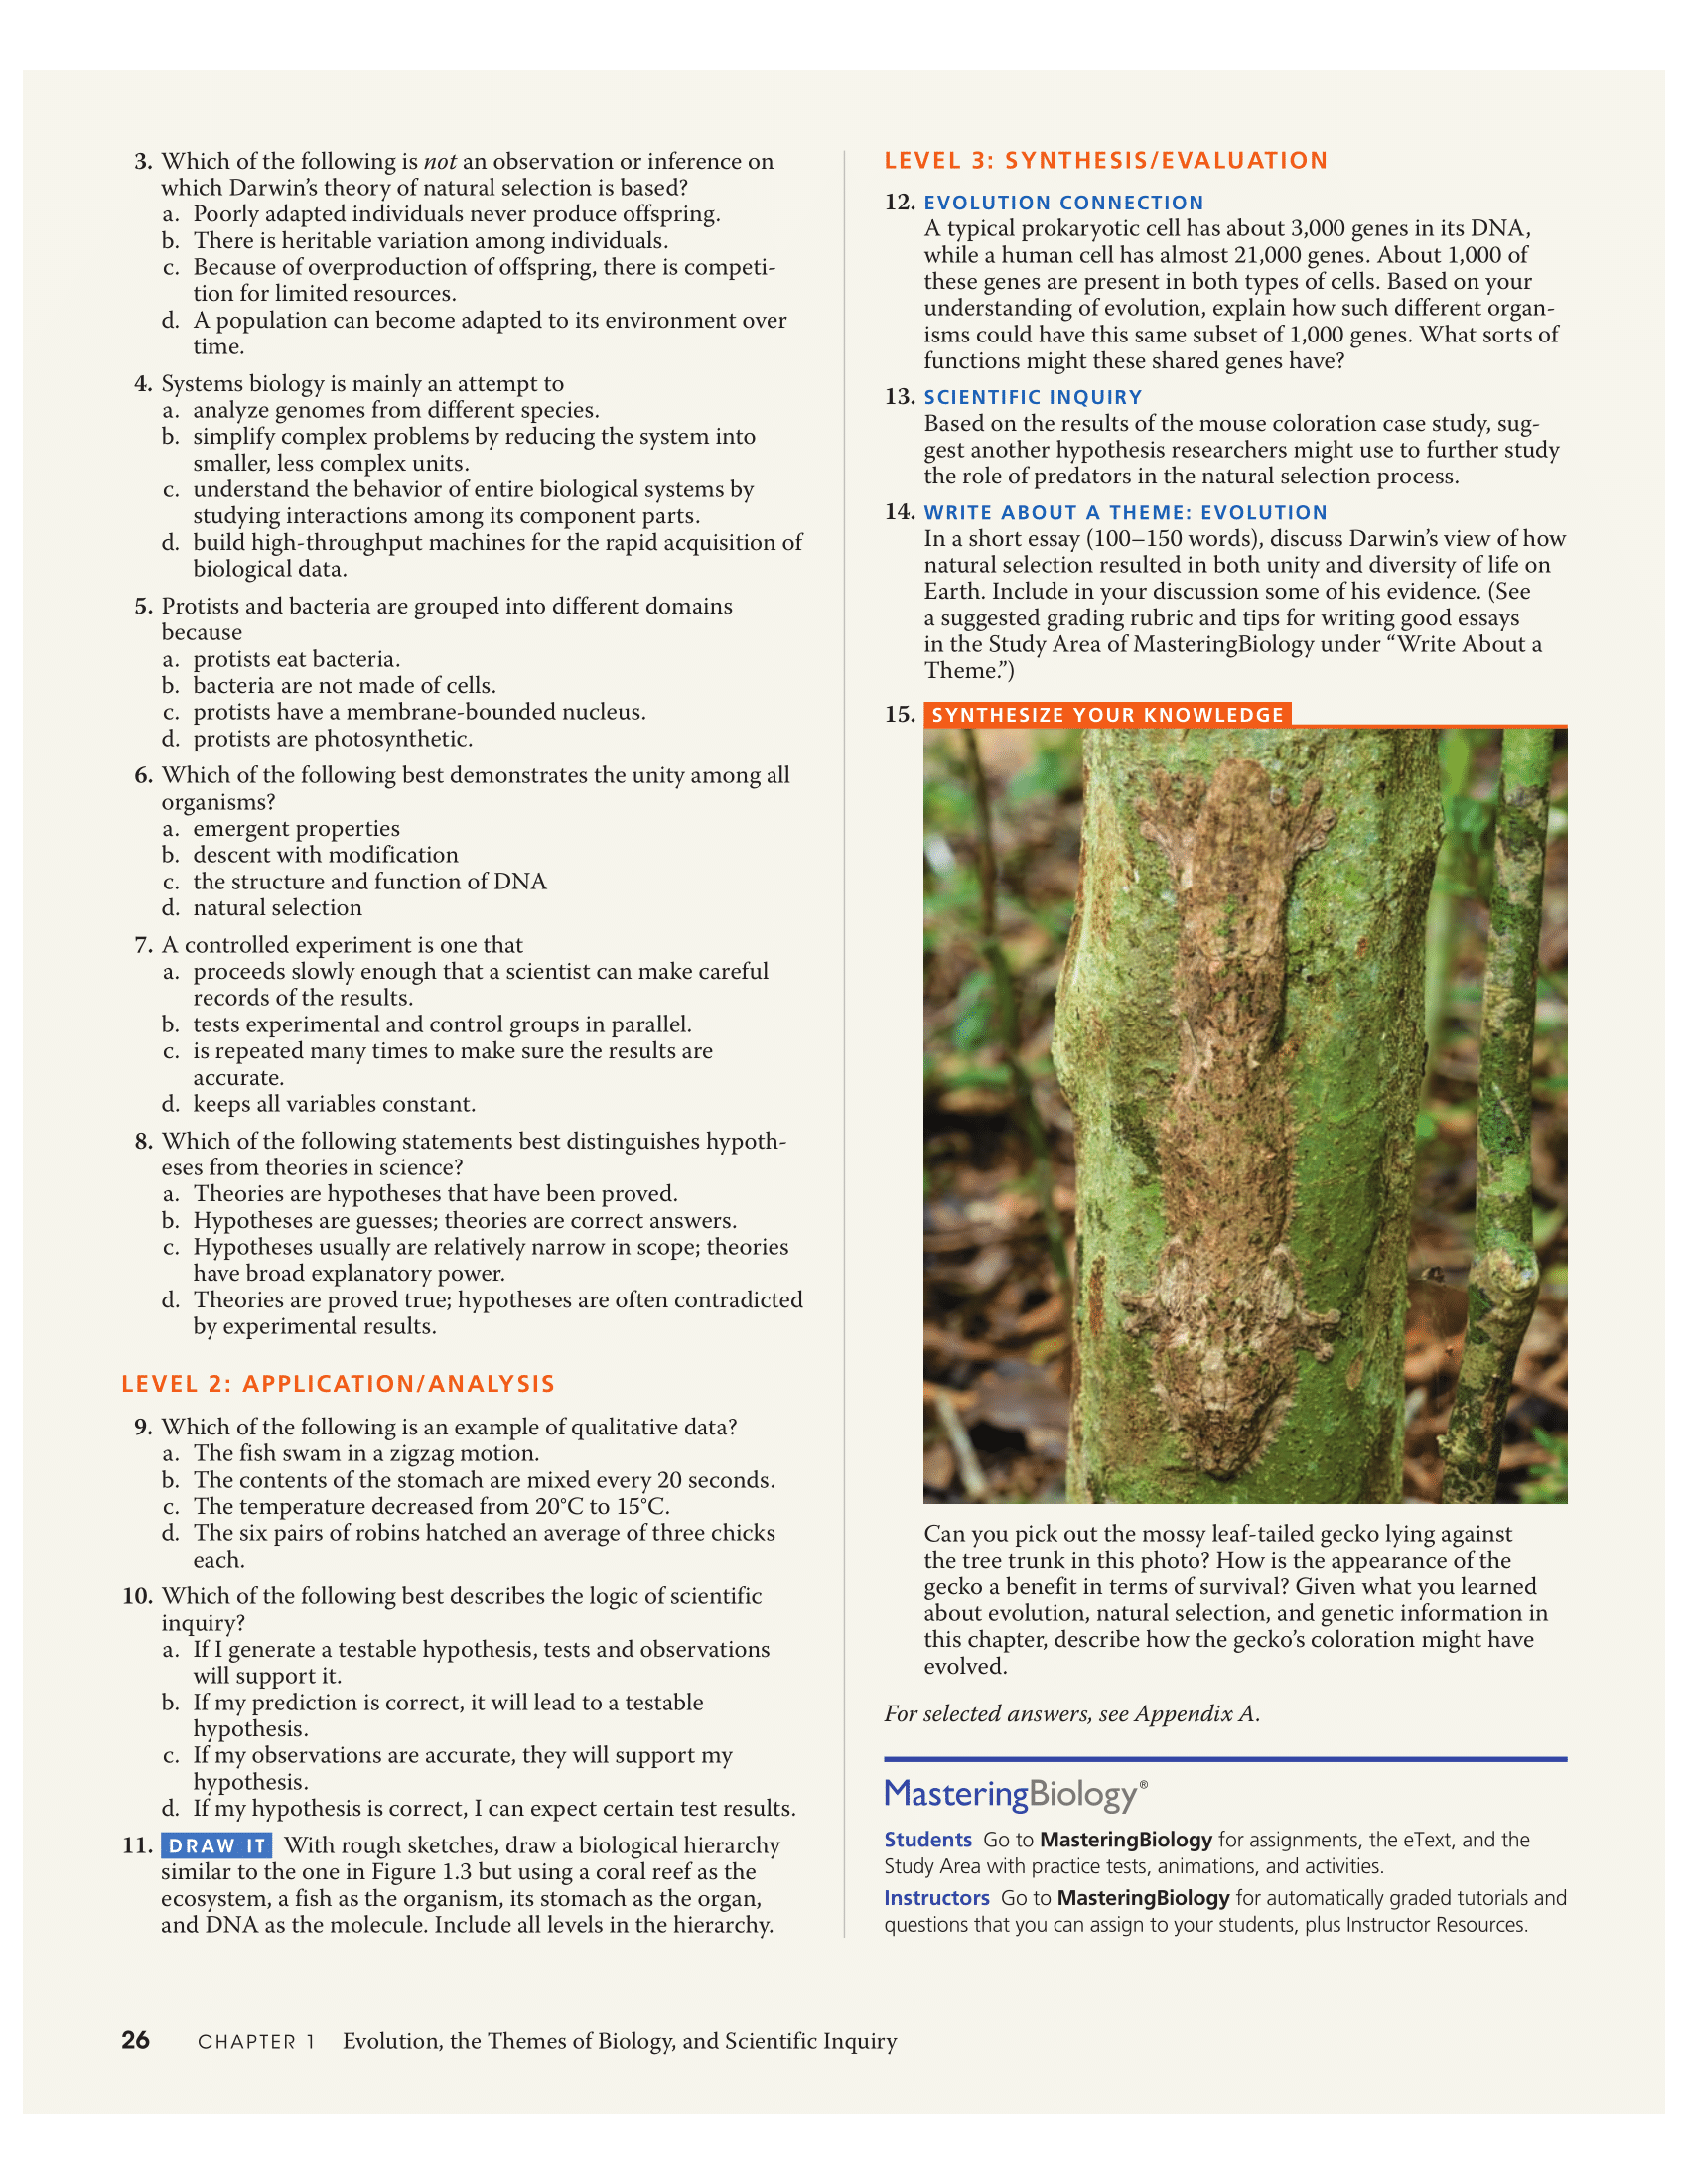 3. Which of the following is not an observation or inference on
which Darwin's theory of natural selection is based?
a. Poorly adapted individuals never produce offspring.
b. There is heritable variation among individuals.
c. Because of overproduction of offspring, there is competi-
tion for limited resources.
d. A population can become adapted to its environment over
time.
4. Systems biology is mainly an attempt to
a. analyze genomes from different species.
b. simplify complex problems by reducing the system into
smaller, less complex units.
c. understand the behavior of entire biological systems by
studying interactions among its component parts.
d. build high-throughput machines for the rapid acquisition of
biological data.
5. Protists and bacteria are grouped into different domains
because
a. protists eat bacteria.
b. bacteria are not made of cells.
c. protists have a membrane-bounded nucleus.
d. protists are photosynthetic.
6. Which of the following best demonstrates the unity among all
organisms?
a. emergent properties
b. descent with modification
c. the structure and function of DNA
d. natural selection
7. A controlled experiment is one that
a. proceeds slowly enough that a scientist can make careful
records of the results.
b. tests experimental and control groups in parallel.
c. is repeated many times to make sure the results are
accurate.
d. keeps all variables constant.
8. Which of the following statements best distinguishes hypoth-
eses from theories in science?
a. Theories are hypotheses that have been proved.
b. Hypotheses are guesses; theories are correct answers.
c. Hypotheses usually are relatively narrow in scope; theories
have broad explanatory power.
d. Theories are proved true; hypotheses are often contradicted
by experimental results.
LEVEL 2: APPLICATION/ANALYSIS
9. Which of the following is an example of qualitative data?
a. The fish swam in a zigzag motion.
b. The contents of the stomach are mixed every 20 seconds.
c. The temperature decreased from 20°C to 15°C.
d. The six pairs of robins hatched an average of three chicks
each.
10. Which of the following best describes the logic of scientific
inquiry?
a. If I generate a testable hypothesis, tests and observations
will support it.
b. If my prediction is correct, it will lead to a testable
hypothesis.
c. If my observations are accurate, they will support my
hypothesis.
d. If my hypothesis is correct, I can expect certain test results.
11. DRAW IT With rough sketches, draw a biological hierarchy
similar to the one in Figure 1.3 but using a coral reef as the
ecosystem, a fish as the organism, its stomach as the organ,
and DNA as the molecule. Include all levels in the hierarchy.
LEVEL 3: SYNTHESIS/EVALUATION
12. EVOLUTION CONNECTION
A typical prokaryotic cell has about 3,000 genes in its DNA,
while a human cell has almost 21,000 genes. About 1,000 of
these genes are present in both types of cells. Based on your
understanding of evolution, explain how such different organ-
isms could have this same subset of 1,000 genes. What sorts of
functions might these shared genes have?
13. SCIENTIFIC INQUIRY
Based on the results of the mouse coloration case study, sug-
gest another hypothesis researchers might use to further study
the role of predators in the natural selection process.
14. WRITE ABOUT A THEME: EVOLUTION
In a short essay (100–150 words), discuss Darwin's view of how
natural selection resulted in both unity and diversity of life on
Earth. Include in your discussion some of his evidence. (See
a suggested grading rubric and tips for writing good essays
in the Study Area of MasteringBiology under “Write About a
Theme.”)
15. SYNTHESIZE YOUR KNOWLEDGE
Can you pick out the mossy leaf-tailed gecko lying against
the tree trunk in this photo? How is the appearance of the
gecko a benefit in terms of survival? Given what you learned
about evolution, natural selection, and genetic information in
this chapter, describe how the gecko's coloration might have
evolved.
For selected answers, see Appendix A.
MasteringBiology®
Students Go to MasteringBiology for assignments, the eText, and the
Study Area with practice tests, animations, and activities.
Instructors Go to MasteringBiology for automatically graded tutorials and
questions that you can assign to your students, plus Instructor Resources.
26 CHAPTER 1 Evolution, the Themes of Biology, and Scientific Inquiry